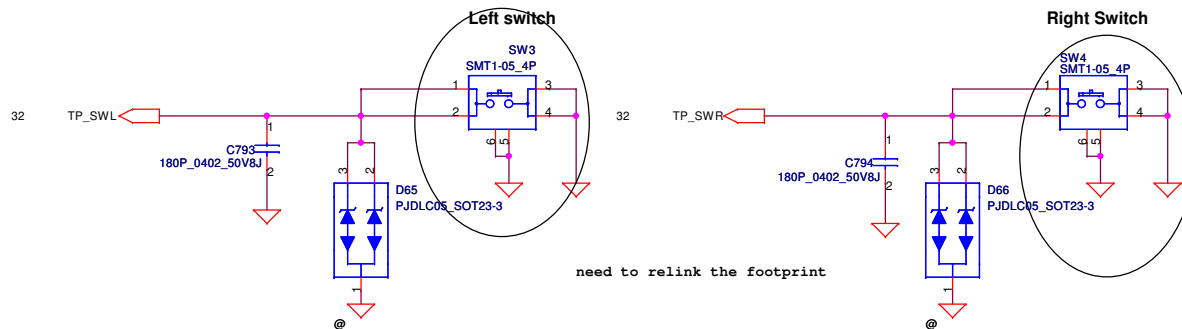 Left switch
Right Switch
SW3
SMT1-05_4P
SW4
SMT1-05_4P
1
3
1
3
32
TP_SWL
2
4
32
TP_SWR
2
4
1
6
5
1
6
5
C793
180P_0402_50V8J
2
C794
180P_0402_50V8J
2
3
2
D65
PJDLC05_SOT23-3
3
2
D66
PJDLC05_SOT23-3
need to relink the footprint
1
1
@
@